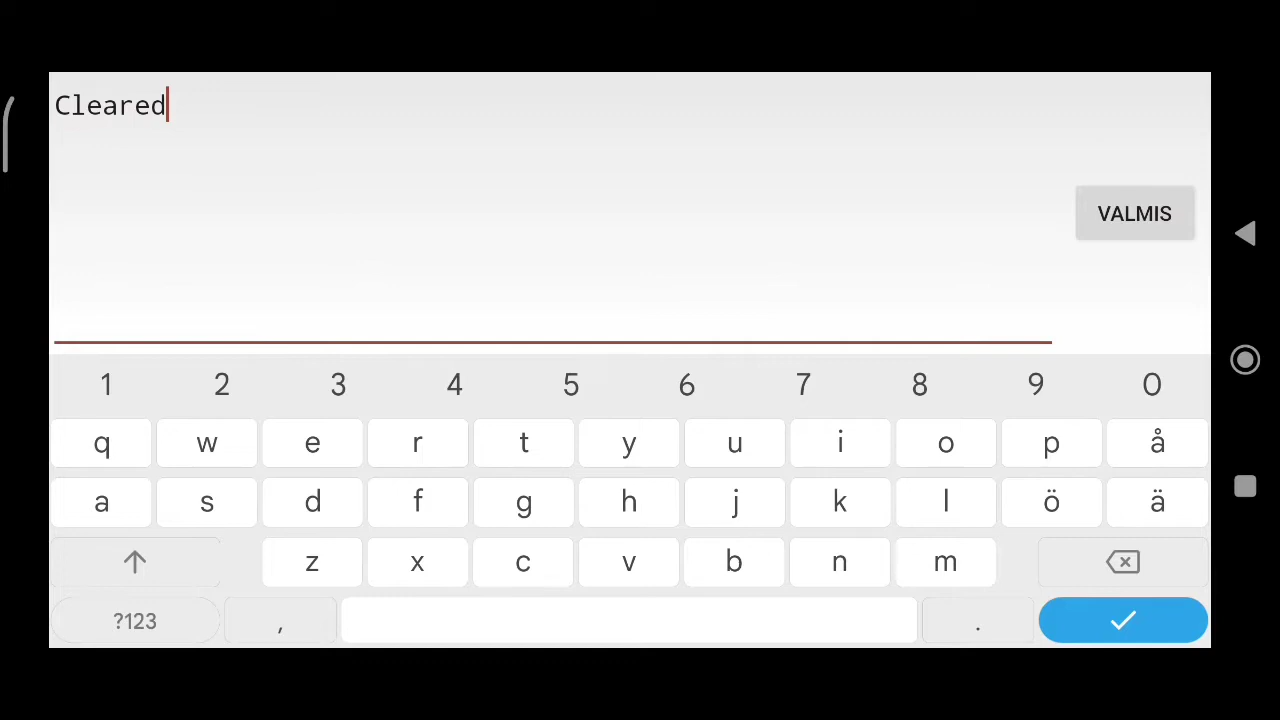 Cleared
VALMIS
1 2 3 4 5 6 7 8 9 0
q w e r t y u i o p å
a s d f g h j k l ö ä
z x c v b n m
?123 , .